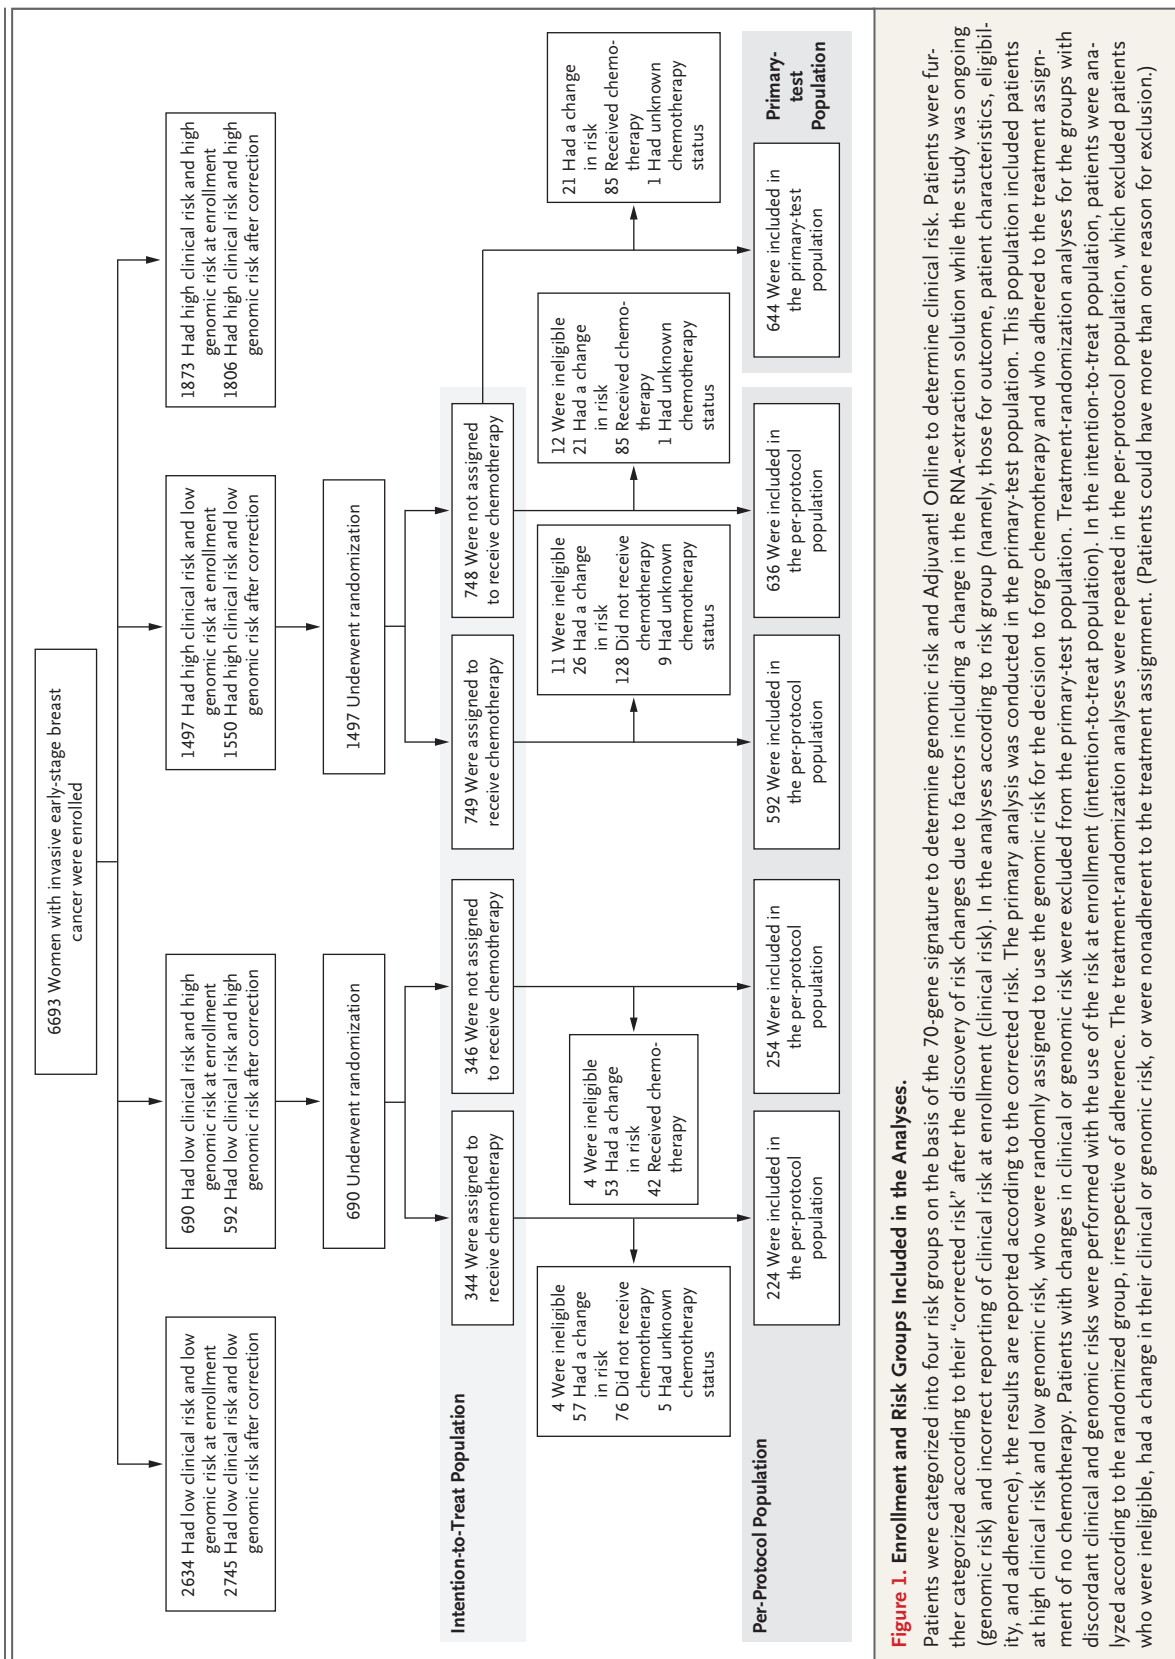 6693 Women with invasive early-stage breast
cancer were enrolled
2634 Had low clinical risk and low
genomic risk at enrollment
2745 Had low clinical risk and low
genomic risk after correction
690 Had low clinical risk and high
genomic risk at enrollment
592 Had low clinical risk and high
genomic risk after correction
1497 Had high clinical risk and low
genomic risk at enrollment
1550 Had high clinical risk and low
genomic risk after correction
1873 Had high clinical risk and high
genomic risk at enrollment
1806 Had high clinical risk and high
genomic risk after correction
690 Underwent randomization
1497 Underwent randomization
Intention-to-Treat Population
344 Were assigned to
receive chemotherapy
346 Were not assigned
to receive chemotherapy
749 Were assigned to
receive chemotherapy
748 Were not assigned
to receive chemotherapy
4 Were ineligible
57 Had a change
in risk
76 Did not receive
chemotherapy
5 Had unknown
chemotherapy
status
4 Were ineligible
53 Had a change
in risk
42 Received chemo-
therapy
11 Were ineligible
26 Had a change
in risk
128 Did not receive
chemotherapy
9 Had unknown
chemotherapy
status
12 Were ineligible
21 Had a change
in risk
85 Received chemo-
therapy
1 Had unknown
chemotherapy
status
21 Had a change
in risk
85 Received chemo-
therapy
1 Had unknown
chemotherapy
status
Per-Protocol Population
224 Were included in
the per-protocol
population
254 Were included in
the per-protocol
population
592 Were included in
the per-protocol
population
636 Were included in
the per-protocol
population
644 Were included in
the primary-test
population
Primary-
test
Population
Figure 1. Enrollment and Risk Groups Included in the Analyses.
Patients were categorized into four risk groups on the basis of the 70-gene signature to determine genomic risk and Adjuvant! Online to determine clinical risk. Patients were fur-
ther categorized according to their “corrected risk” after the discovery of risk changes due to factors including a change in the RNA-extraction solution while the study was ongoing
(genomic risk) and incorrect reporting of clinical risk at enrollment (clinical risk). In the analyses according to risk group (namely, those for outcome, patient characteristics, eligibil-
ity, and adherence), the results are reported according to the corrected risk. The primary analysis was conducted in the primary-test population. This population included patients
at high clinical risk and low genomic risk, who were randomly assigned to use the genomic risk for the decision to forgo chemotherapy and who adhered to the treatment assign-
ment of no chemotherapy. Patients with changes in clinical or genomic risk were excluded from the primary-test population. Treatment-randomization analyses for the groups with
discordant clinical and genomic risks were performed with the use of the risk at enrollment (intention-to-treat population). In the intention-to-treat population, patients were ana-
lyzed according to the randomized group, irrespective of adherence. The treatment-randomization analyses were repeated in the per-protocol population, which excluded patients
who were ineligible, had a change in their clinical or genomic risk, or were nonadherent to the treatment assignment. (Patients could have more than one reason for exclusion.)